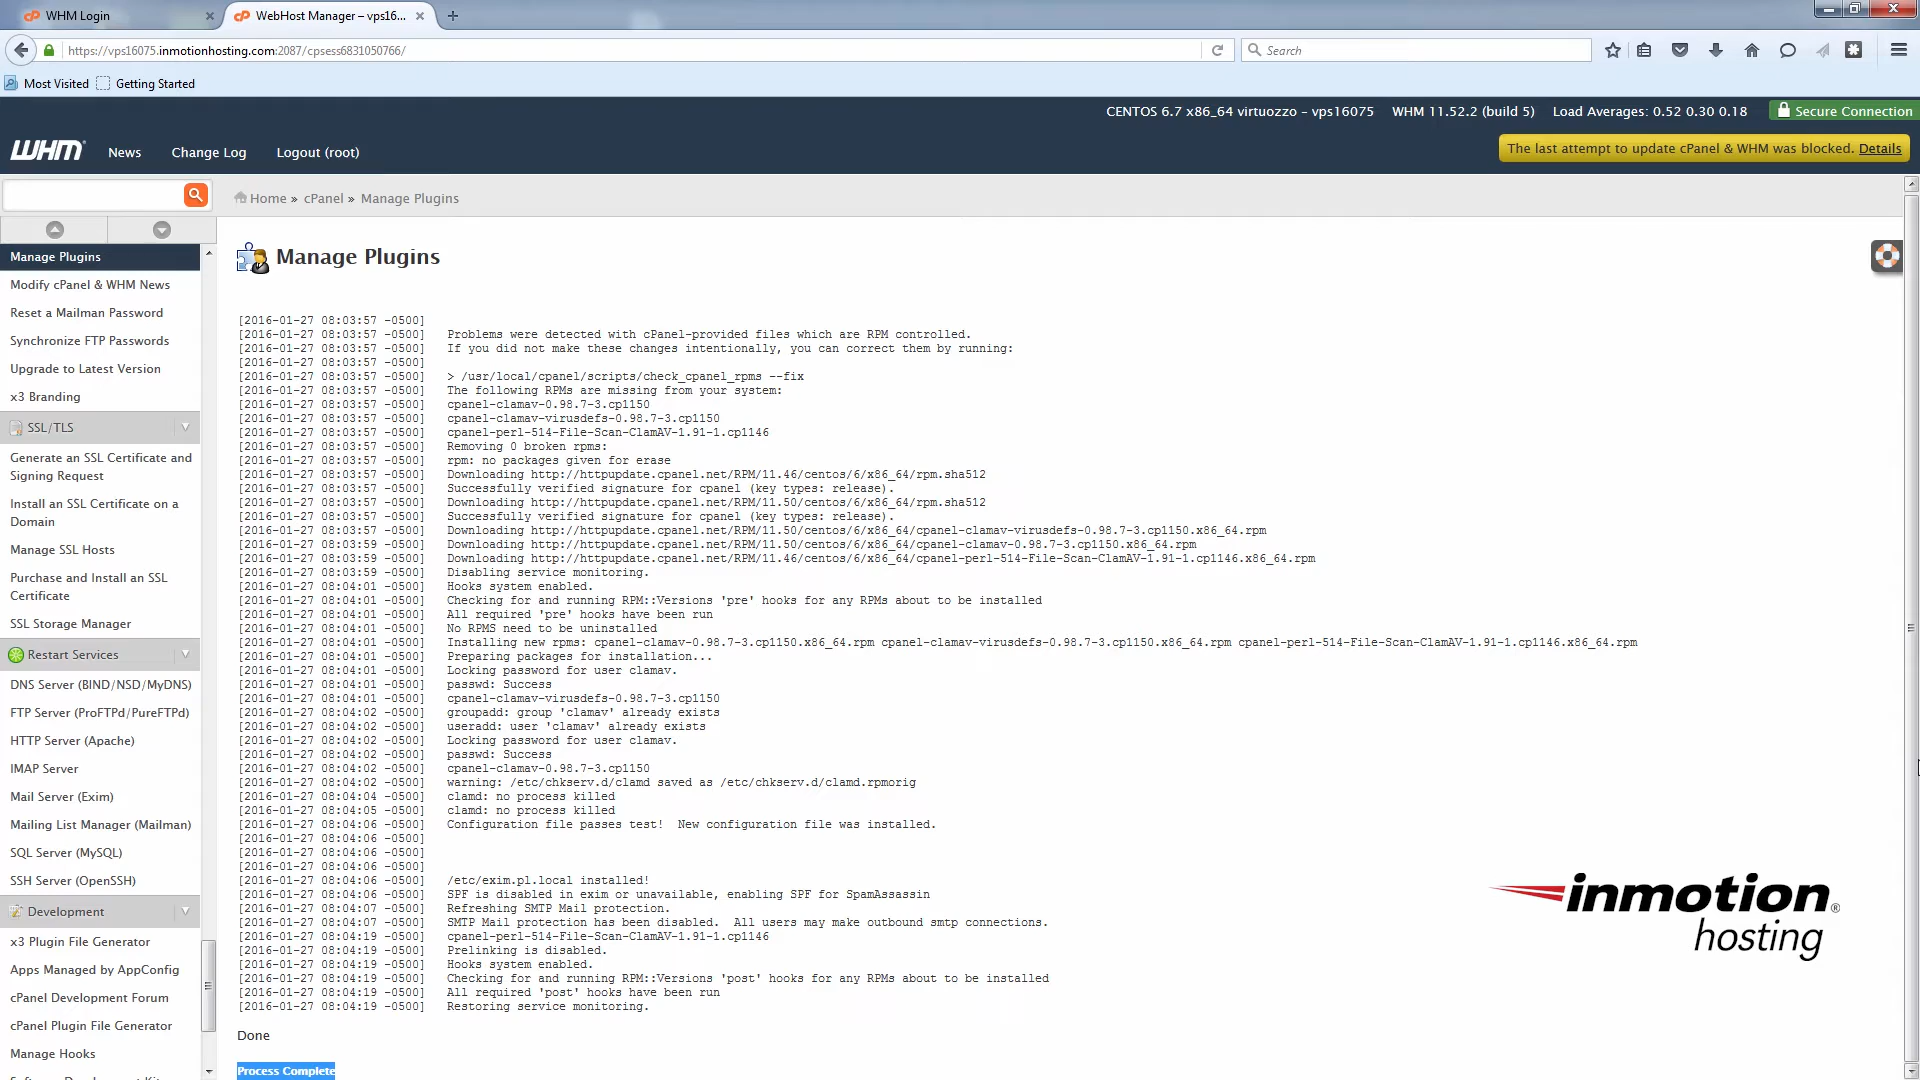 WHM Login
WebHost Manager – vps16...
https://vps16075.inmotionhosting.com:2087/cpsess6831050766/
Search
Most Visited
Getting Started
CENTOS 6.7 x86_64 virtuozzo – vps16075
WHM 11.52.2 (build 5)
Load Averages: 0.52 0.30 0.18
Secure Connection
WHM
News
Change Log
Logout (root)
The last attempt to update cPanel & WHM was blocked. Details
Home » cPanel » Manage Plugins
Manage Plugins
Modify cPanel & WHM News
Reset a Mailman Password
Synchronize FTP Passwords
Upgrade to Latest Version
x3 Branding
SSL/TLS
Generate an SSL Certificate and
Signing Request
Install an SSL Certificate on a
Domain
Manage SSL Hosts
Purchase and Install an SSL
Certificate
SSL Storage Manager
Restart Services
DNS Server (BIND/NSD/MyDNS)
FTP Server (ProFTPd/PureFTPd)
HTTP Server (Apache)
IMAP Server
Mail Server (Exim)
Mailing List Manager (Mailman)
SQL Server (MySQL)
SSH Server (OpenSSH)
Development
x3 Plugin File Generator
Apps Managed by AppConfig
cPanel Development Forum
cPanel Plugin File Generator
Manage Hooks
Manage Plugins
[2016-01-27 08:03:57 -0500]
[2016-01-27 08:03:57 -0500] Problems were detected with cPanel-provided files which are RPM controlled.
[2016-01-27 08:03:57 -0500] If you did not make these changes intentionally, you can correct them by running:
[2016-01-27 08:03:57 -0500]
[2016-01-27 08:03:57 -0500] > /usr/local/cpanel/scripts/check_cpanel_rpms --fix
[2016-01-27 08:03:57 -0500] The following RPMs are missing from your system:
[2016-01-27 08:03:57 -0500] cpanel-clamav-0.98.7-3.cp1150
[2016-01-27 08:03:57 -0500] cpanel-clamav-virusdefs-0.98.7-3.cp1150
[2016-01-27 08:03:57 -0500] cpanel-perl-514-File-Scan-ClamAV-1.91-1.cp1146
[2016-01-27 08:03:57 -0500] Removing 0 broken rpms:
[2016-01-27 08:03:57 -0500] rpm: no packages given for erase
[2016-01-27 08:03:57 -0500] Downloading http://httpupdate.cpanel.net/RPM/11.46/centos/6/x86_64/rpm.sha512
[2016-01-27 08:03:57 -0500] Successfully verified signature for cpanel (key types: release).
[2016-01-27 08:03:57 -0500] Downloading http://httpupdate.cpanel.net/RPM/11.50/centos/6/x86_64/rpm.sha512
[2016-01-27 08:03:57 -0500] Successfully verified signature for cpanel (key types: release).
[2016-01-27 08:03:57 -0500] Downloading http://httpupdate.cpanel.net/RPM/11.50/centos/6/x86_64/cpanel-clamav-virusdefs-0.98.7-3.cp1150.x86_64.rpm
[2016-01-27 08:03:59 -0500] Downloading http://httpupdate.cpanel.net/RPM/11.50/centos/6/x86_64/cpanel-clamav-0.98.7-3.cp1150.x86_64.rpm
[2016-01-27 08:03:59 -0500] Downloading http://httpupdate.cpanel.net/RPM/11.46/centos/6/x86_64/cpanel-perl-514-File-Scan-ClamAV-1.91-1.cp1146.x86_64.rpm
[2016-01-27 08:03:59 -0500] Disabling service monitoring.
[2016-01-27 08:04:01 -0500] Hooks system enabled.
[2016-01-27 08:04:01 -0500] Checking for and running RPM::Versions 'pre' hooks for any RPMs about to be installed
[2016-01-27 08:04:01 -0500] All required 'pre' hooks have been run
[2016-01-27 08:04:01 -0500] No RPMS need to be uninstalled
[2016-01-27 08:04:01 -0500] Installing new rpms: cpanel-clamav-0.98.7-3.cp1150.x86_64.rpm cpanel-clamav-virusdefs-0.98.7-3.cp1150.x86_64.rpm cpanel-perl-514-File-Scan-ClamAV-1.91-1.cp1146.x86_64.rpm
[2016-01-27 08:04:01 -0500] Preparing packages for installation...
[2016-01-27 08:04:01 -0500] Locking password for user clamav.
[2016-01-27 08:04:01 -0500] passwd: Success
[2016-01-27 08:04:01 -0500] cpanel-clamav-virusdefs-0.98.7-3.cp1150
[2016-01-27 08:04:02 -0500] groupadd: group 'clamav' already exists
[2016-01-27 08:04:02 -0500] useradd: user 'clamav' already exists
[2016-01-27 08:04:02 -0500] Locking password for user clamav.
[2016-01-27 08:04:02 -0500] passwd: Success
[2016-01-27 08:04:02 -0500] cpanel-clamav-0.98.7-3.cp1150
[2016-01-27 08:04:02 -0500] warning: /etc/chkserv.d/clamd saved as /etc/chkserv.d/clamd.rpmorig
[2016-01-27 08:04:04 -0500] clamd: no process killed
[2016-01-27 08:04:05 -0500] clamd: no process killed
[2016-01-27 08:04:06 -0500] Configuration file passes test! New configuration file was installed.
[2016-01-27 08:04:06 -0500]
[2016-01-27 08:04:06 -0500]
[2016-01-27 08:04:06 -0500]
[2016-01-27 08:04:06 -0500] /etc/exim.pl.local installed!
[2016-01-27 08:04:06 -0500] SPF is disabled in exim or unavailable, enabling SPF for SpamAssassin
[2016-01-27 08:04:07 -0500] Refreshing SMTP Mail protection.
[2016-01-27 08:04:07 -0500] SMTP Mail protection has been disabled. All users may make outbound smtp connections.
[2016-01-27 08:04:19 -0500] cpanel-perl-514-File-Scan-ClamAV-1.91-1.cp1146
[2016-01-27 08:04:19 -0500] Prelinking is disabled.
[2016-01-27 08:04:19 -0500] Hooks system enabled.
[2016-01-27 08:04:19 -0500] Checking for and running RPM::Versions 'post' hooks for any RPMs about to be installed
[2016-01-27 08:04:19 -0500] All required 'post' hooks have been run
[2016-01-27 08:04:19 -0500] Restoring service monitoring.
Done
Process Complete
inmotion®
hosting